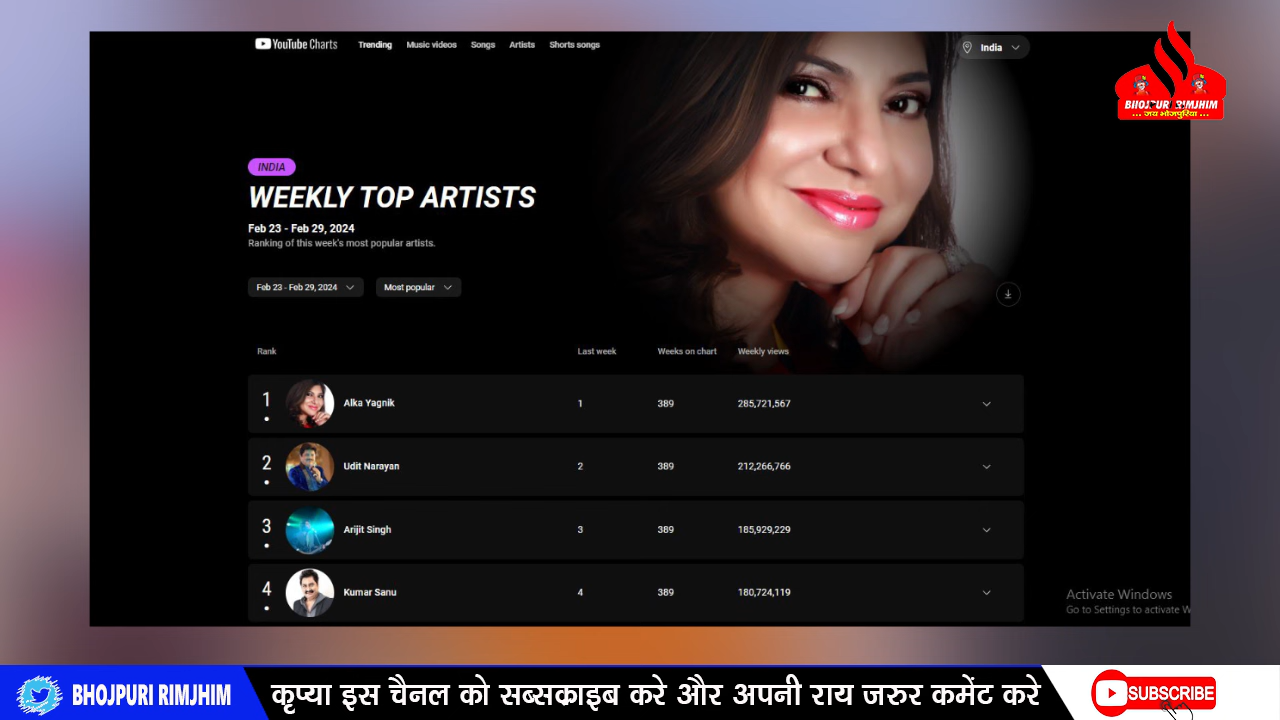 YouTube Charts Trending Music videos Songs Artists Shorts songs India
BHOJPURI RIMJHIM
... जय भोजपुरिया ...
INDIA
WEEKLY TOP ARTISTS
Feb 23 - Feb 29, 2024
Ranking of this week's most popular artists.
Feb 23 - Feb 29, 2024 Most popular
Rank Last week Weeks on chart Weekly views
1 Alka Yagnik 1 389 285,721,567
2 Udit Narayan 2 389 212,266,766
3 Arijit Singh 3 389 185,929,229
4 Kumar Sanu 4 389 180,724,119
Activate Windows
Go to Settings to activate W
BHOJPURI RIMJHIM कृप्या इस चैनल को सब्सक्राइब करे और अपनी राय जरुर कमेंट करे SUBSCRIBE